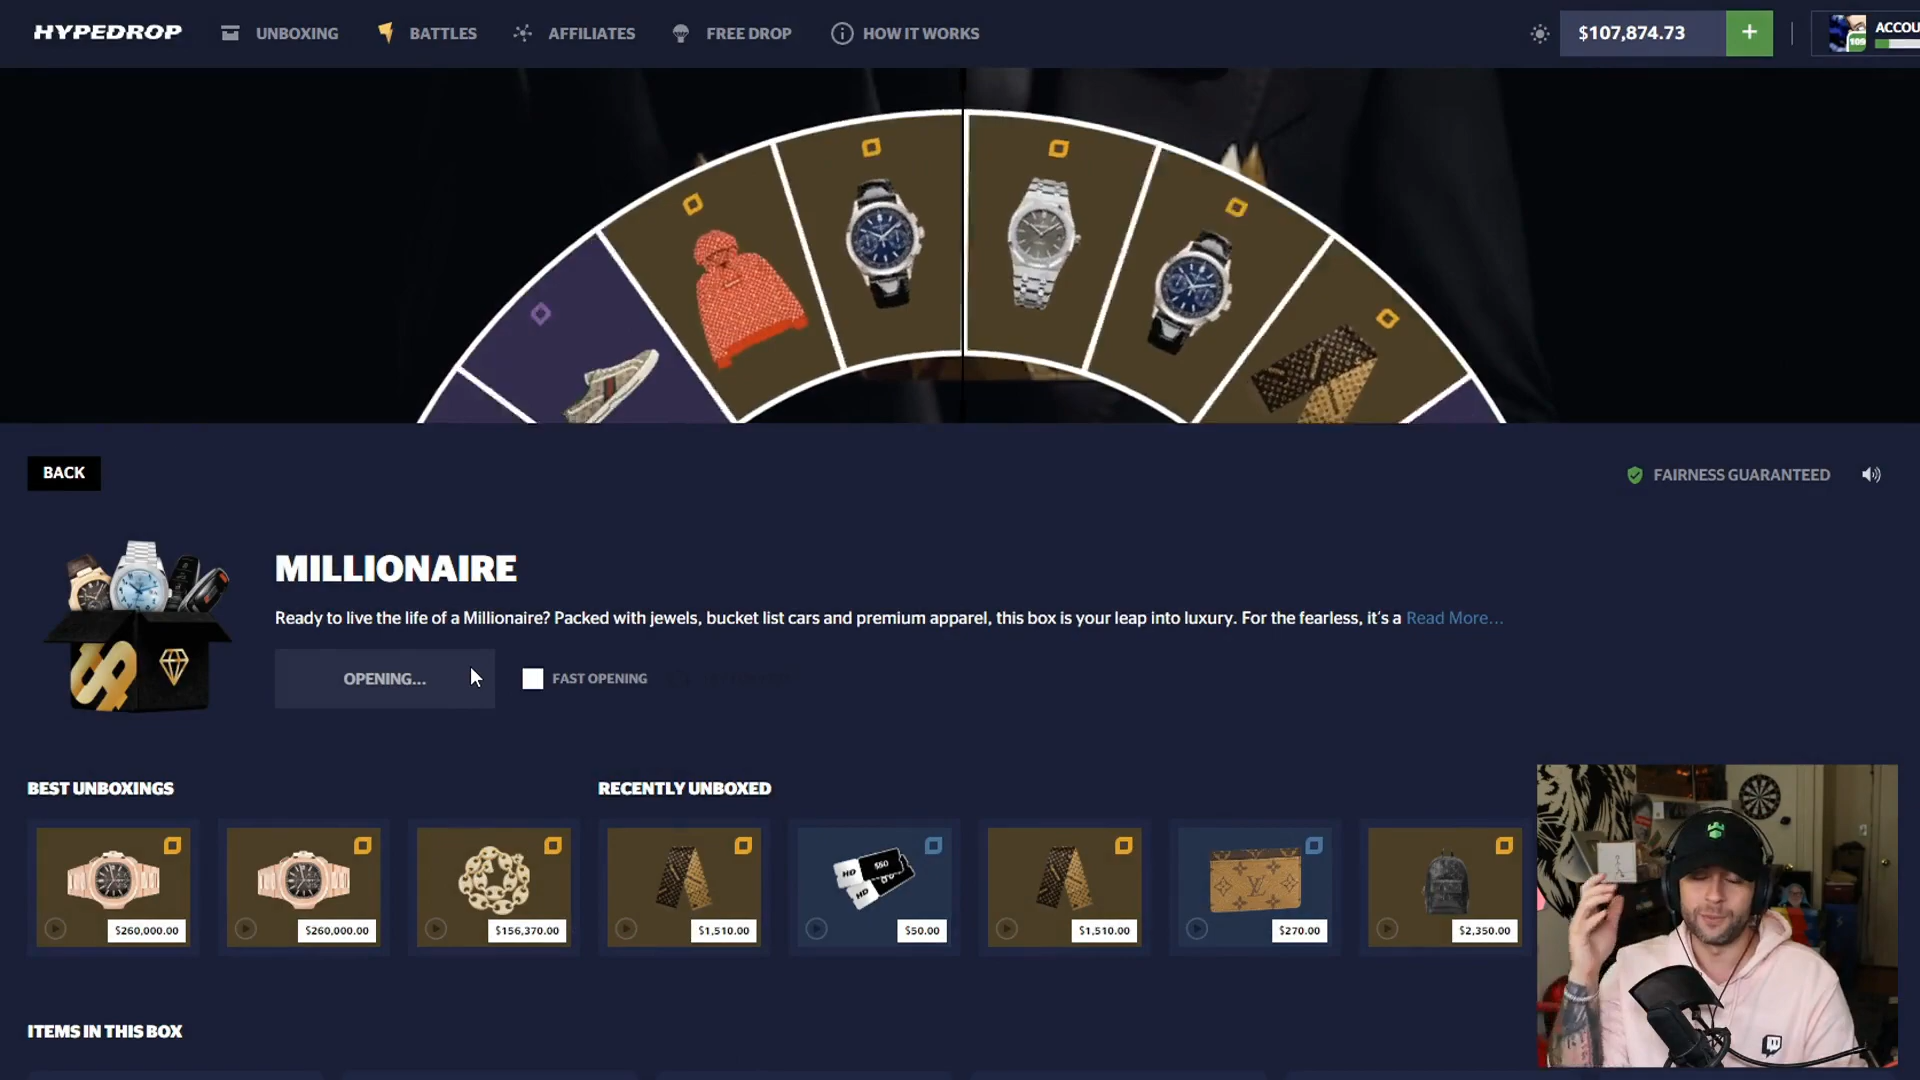 HYPEDROP UNBOXING BATTLES AFFILIATES FREE DROP HOW IT WORKS $107,874.73 + 109 ACCOU
BACK FAIRNESS GUARANTEED
MILLIONAIRE
Ready to live the life of a Millionaire? Packed with jewels, bucket list cars and premium apparel, this box is your leap into luxury. For the fearless, it's a Read More...
OPENING... FAST OPENING
BEST UNBOXINGS RECENTLY UNBOXED
HD $50
HD
$260,000.00 $260,000.00 $156,370.00 $1,510.00 $50.00 $1,510.00 $270.00 $2,350.00
ITEMS IN THIS BOX